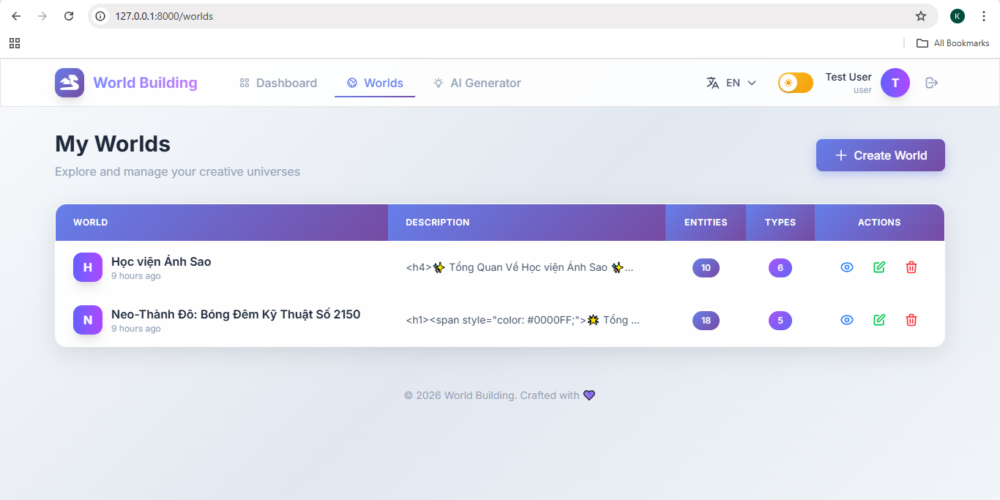 127.0.0.1:8000/worlds
K
All Bookmarks
World Building
Dashboard
Worlds
AI Generator
EN
Test User
user
T
My Worlds
Explore and manage your creative universes
Create World
WORLD DESCRIPTION ENTITIES TYPES ACTIONS
H
Học viện Ánh Sao
9 hours ago
<h4>✨ Tổng Quan Về Học viện Ánh Sao ✨...
10
6
N
Neo-Thành Đô: Bóng Đêm Kỹ Thuật Số 2150
9 hours ago
<h1><span style="color: #0000FF;">🌟 Tổng ...
18
5
© 2026 World Building. Crafted with 💜